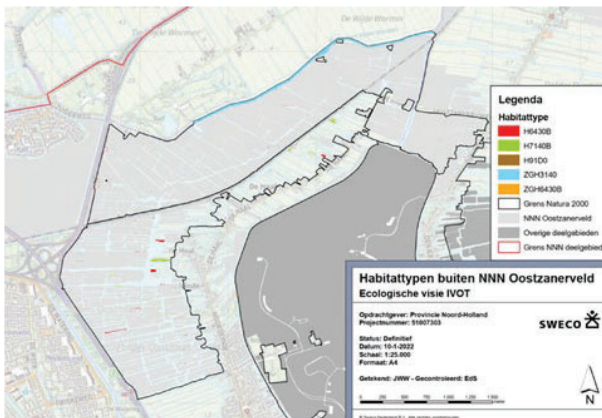 De Wijde Wormer
Legenda
Habitattype
H6430B
H7140B
H91D0
ZGH3140
ZGH6430B
Grens Natura 2000
NNN Oostzanerveld
Overige deelgebieden
Grens NNN deelgebied
Habitattypen buiten NNN Oostzanerveld
Ecologische visie IVOT
Opdrachtgever: Provincie Noord-Holland
Projectnummer: 51007303
SWECO
Status: Definitief
Datum: 10-1-2022
Schaal: 1:25.000
Formaat: A4
Getekend: JWW - Gecontroleerd: EdS
N